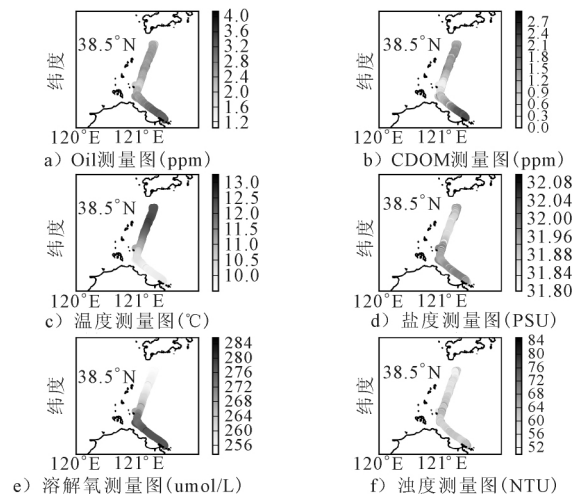 4.0
3.6
3.2
2.8
2.4
2.0
1.6
1.2
38.5°N
纬度
120°E 121°E
a）Oil测量图(ppm)
2.7
2.4
2.1
1.8
1.5
1.2
0.9
0.6
0.3
0.0
38.5°N
纬度
120°E 121°E
b）CDOM测量图(ppm)
13.0
12.5
12.0
11.5
11.0
10.5
10.0
38.5°N
纬度
120°E 121°E
c）温度测量图(℃)
32.08
32.04
32.00
31.96
31.88
31.84
31.80
38.5°N
纬度
120°E 121°E
d）盐度测量图(PSU)
284
280
276
272
268
264
260
256
38.5°N
纬度
e）溶解氧测量图(umol/L)
84
80
76
72
68
64
60
56
52
38.5°N
纬度
f）浊度测量图(NTU)